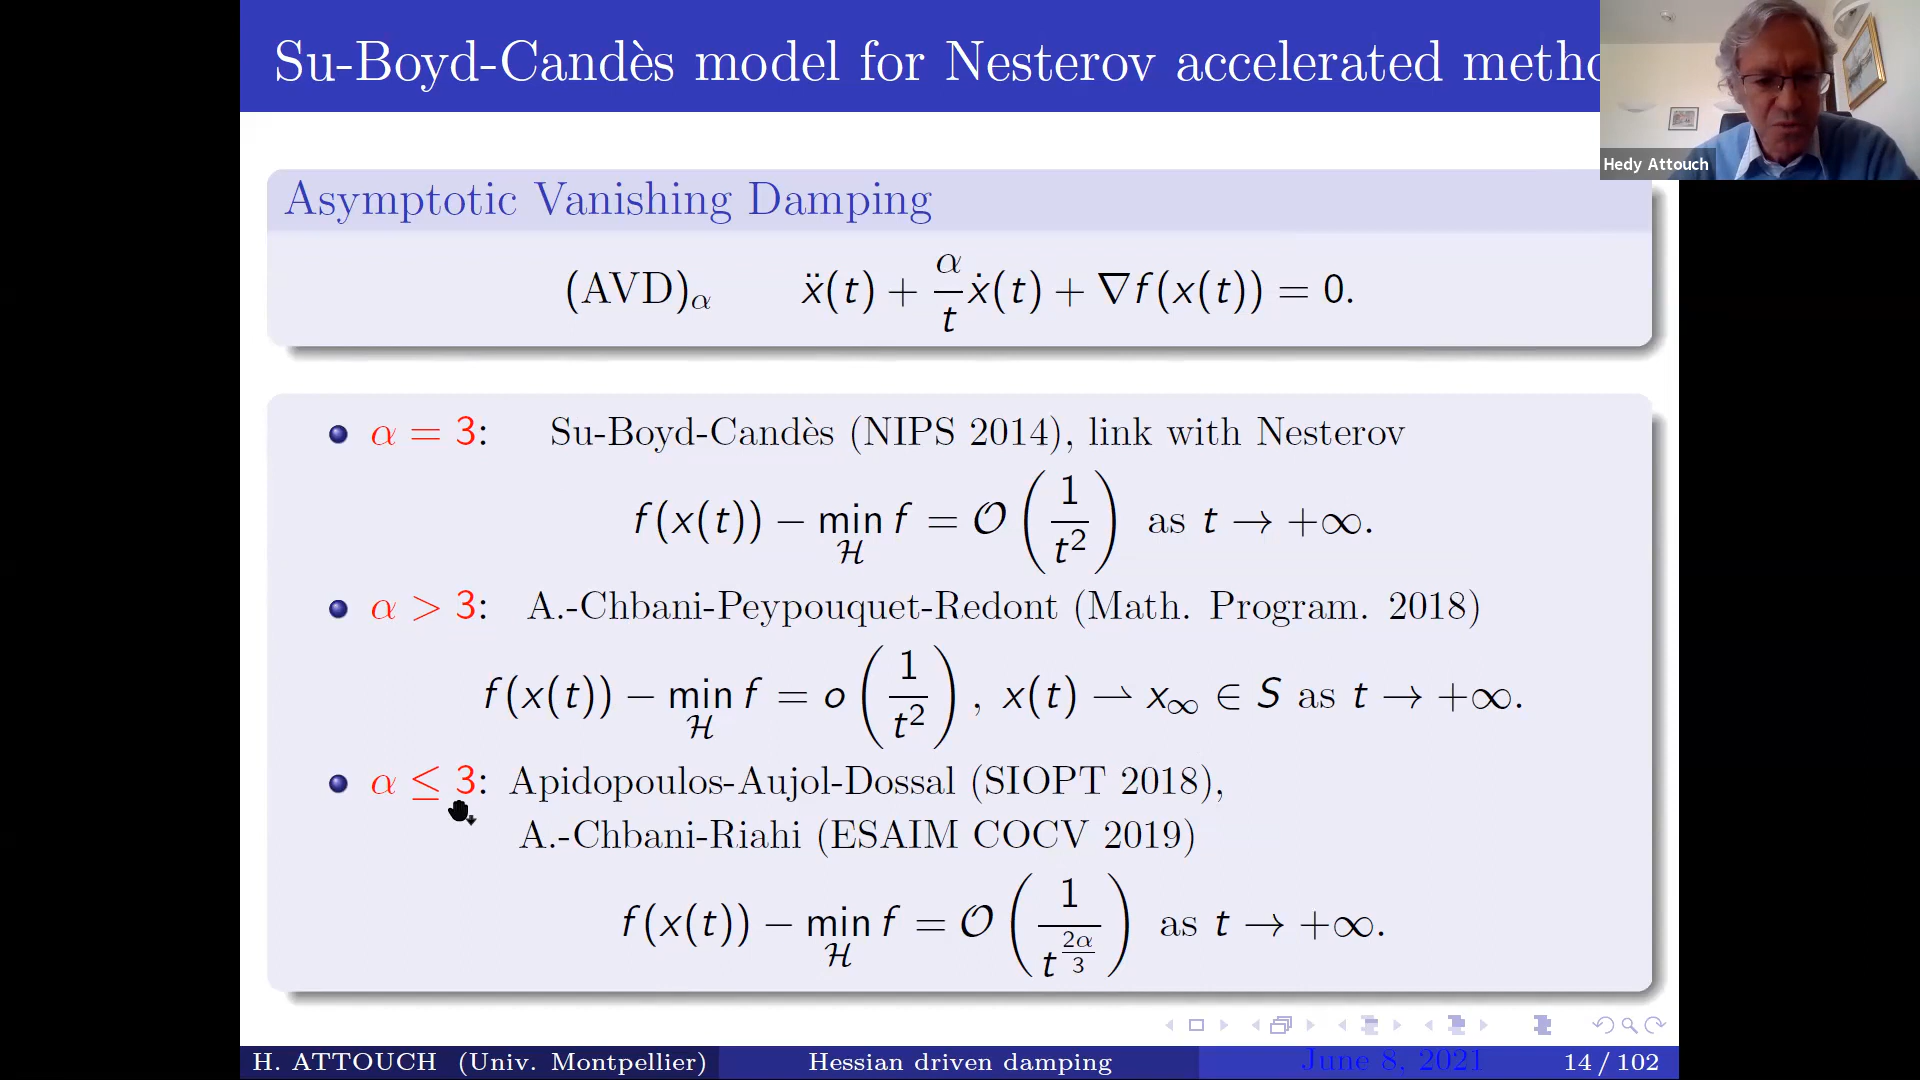 Su-Boyd-Candès model for Nesterov accelerated metho
Hedy Attouch
Asymptotic Vanishing Damping
(AVD)α ẍ(t) + α/t ẋ(t) + ∇f(x(t)) = 0.
α = 3: Su-Boyd-Candès (NIPS 2014), link with Nesterov
f(x(t)) − min_ℋ f = 𝒪(1/t²) as t → +∞.
α > 3: A.-Chbani-Peypouquet-Redont (Math. Program. 2018)
f(x(t)) − min_ℋ f = o(1/t²), x(t) ⇀ x∞ ∈ S as t → +∞.
α ≤ 3: Apidopoulos-Aujol-Dossal (SIOPT 2018),
A.-Chbani-Riahi (ESAIM COCV 2019)
f(x(t)) − min_ℋ f = 𝒪(1/t^(2α/3)) as t → +∞.
H. ATTOUCH (Univ. Montpellier) Hessian driven damping June 8, 2021 14 / 102